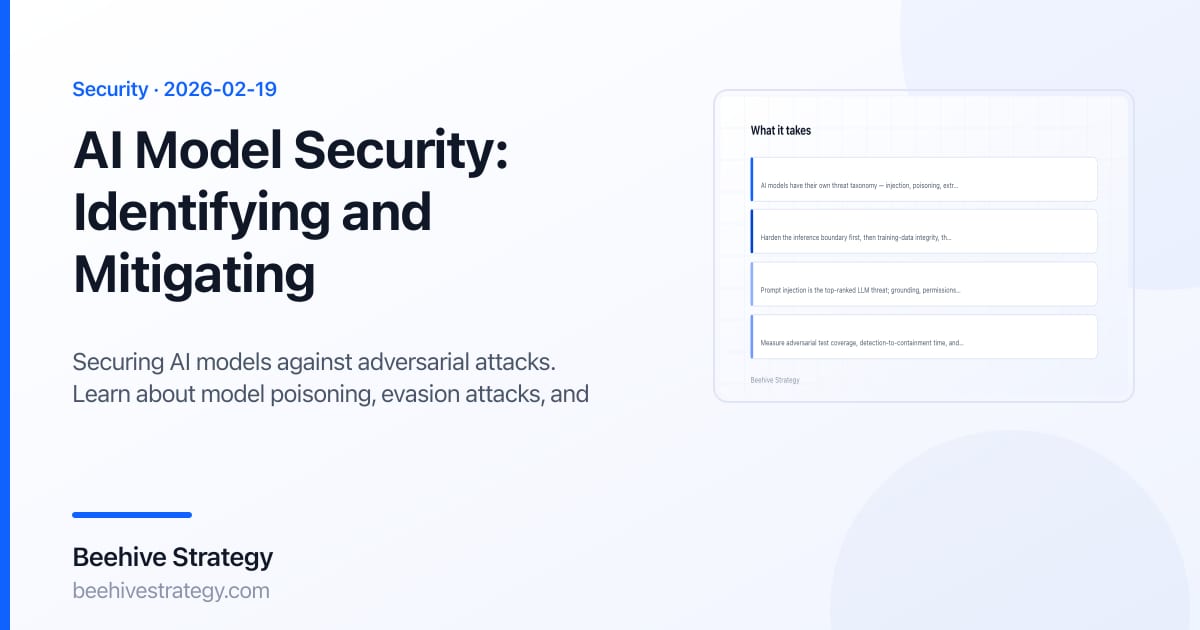 Security · 2026-02-19
AI Model Security:
Identifying and
Mitigating
Securing AI models against adversarial attacks.
Learn about model poisoning, evasion attacks, and
Beehive Strategy
beehivestrategy.com
What it takes
AI models have their own threat taxonomy — injection, poisoning, extr...
Harden the inference boundary first, then training-data integrity, th...
Prompt injection is the top-ranked LLM threat; grounding, permissions...
Measure adversarial test coverage, detection-to-containment time, and...
Beehive Strategy